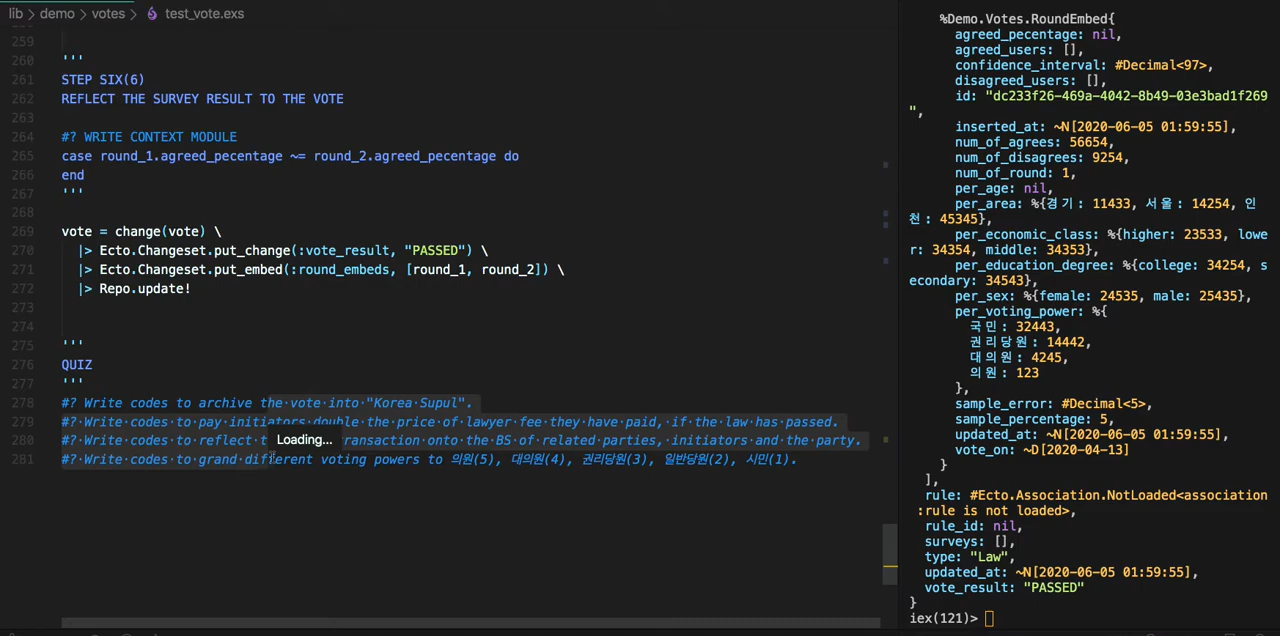 lib > demo > votes > test_vote.exs
259
260 '''
261 STEP SIX(6)
262 REFLECT THE SURVEY RESULT TO THE VOTE
263
264 #? WRITE CONTEXT MODULE
265 case round_1.agreed_pecentage ~= round_2.agreed_pecentage do
266 end
267 '''
268
269 vote = change(vote) \
270 |> Ecto.Changeset.put_change(:vote_result, "PASSED") \
271 |> Ecto.Changeset.put_embed(:round_embeds, [round_1, round_2]) \
272 |> Repo.update!
273
274
275 '''
276 QUIZ
277 '''
278 #? Write codes to archive the·vote·into·"Korea·Supul".
279 #?·Write·codes·to·pay·initiators·double·the·price·of·lawyer·fee·they·have·paid,·if·the·law·has·passed.
280 #?·Write·codes·to·reflect t Loading... ransaction·onto·the·BS·of·related·parties,·initiators·and·the·party.
281 #?·Write·codes·to·grand·different voting powers to 의원(5), 대의원(4), 권리당원(3), 일반당원(2), 시민(1).
%Demo.Votes.RoundEmbed{
agreed_pecentage: nil,
agreed_users: [],
confidence_interval: #Decimal<97>,
disagreed_users: [],
id: "dc233f26-469a-4042-8b49-03e3bad1f269
",
inserted_at: ~N[2020-06-05 01:59:55],
num_of_agrees: 56654,
num_of_disagrees: 9254,
num_of_round: 1,
per_age: nil,
per_area: %{경기: 11433, 서울: 14254, 인
천: 45345},
per_economic_class: %{higher: 23533, lowe
r: 34354, middle: 34353},
per_education_degree: %{college: 34254, s
econdary: 34543},
per_sex: %{female: 24535, male: 25435},
per_voting_power: %{
국민: 32443,
권리당원: 14442,
대의원: 4245,
의원: 123
},
sample_error: #Decimal<5>,
sample_percentage: 5,
updated_at: ~N[2020-06-05 01:59:55],
vote_on: ~D[2020-04-13]
}
],
rule: #Ecto.Association.NotLoaded<association
:rule is not loaded>,
rule_id: nil,
surveys: [],
type: "Law",
updated_at: ~N[2020-06-05 01:59:55],
vote_result: "PASSED"
}
iex(121)>